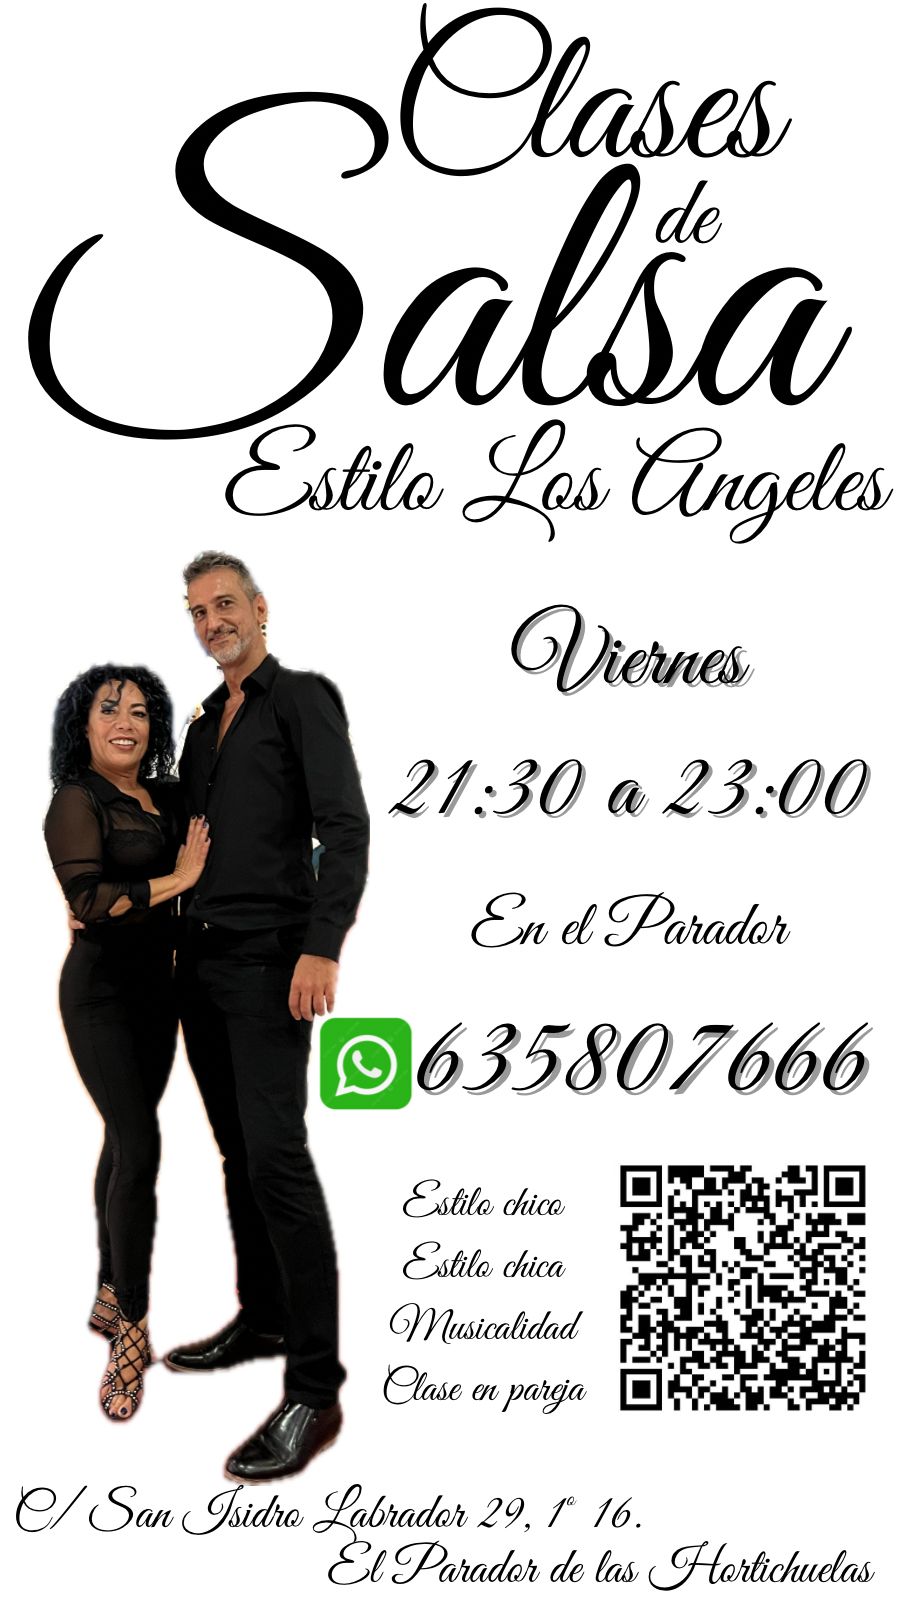 Clases
de
Salsa
Estilo Los Angeles
Viernes
21:30 a 23:00
En el Parador
635807666
Estilo chico
Estilo chica
Musicalidad
Clase en pareja
C/ San Isidro Labrador 29, 1º 16.
El Parador de las Hortichuelas